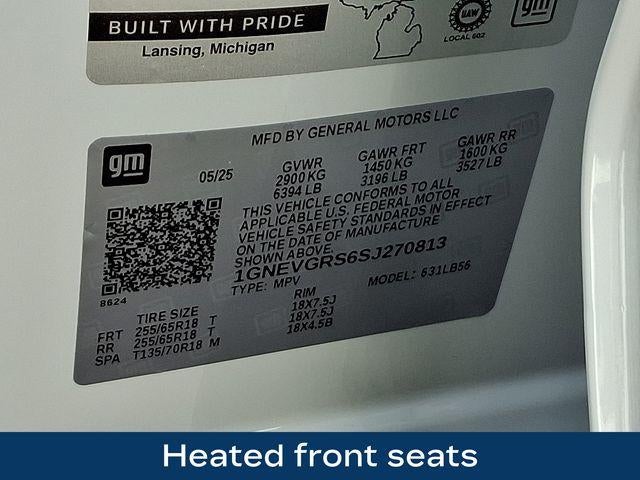 BUILT WITH PRIDE
Lansing, Michigan
UAW
LOCAL 602
gm
MFD BY GENERAL MOTORS LLC
gm
05/25
GVWR GAWR FRT GAWR RR
2900 KG 1450 KG 1600 KG
6394 LB 3196 LB 3527 LB
THIS VEHICLE CONFORMS TO ALL
APPLICABLE U.S. FEDERAL MOTOR
VEHICLE SAFETY STANDARDS IN EFFECT
ON THE DATE OF MANUFACTURE
SHOWN ABOVE.
1GNEVGRS6SJ270813
TYPE: MPV MODEL: 631LB56
8624
TIRE SIZE RIM
FRT 255/65R18 T 18X7.5J
RR 255/65R18 T 18X7.5J
SPA T135/70R18 M 18X4.5B
Heated front seats